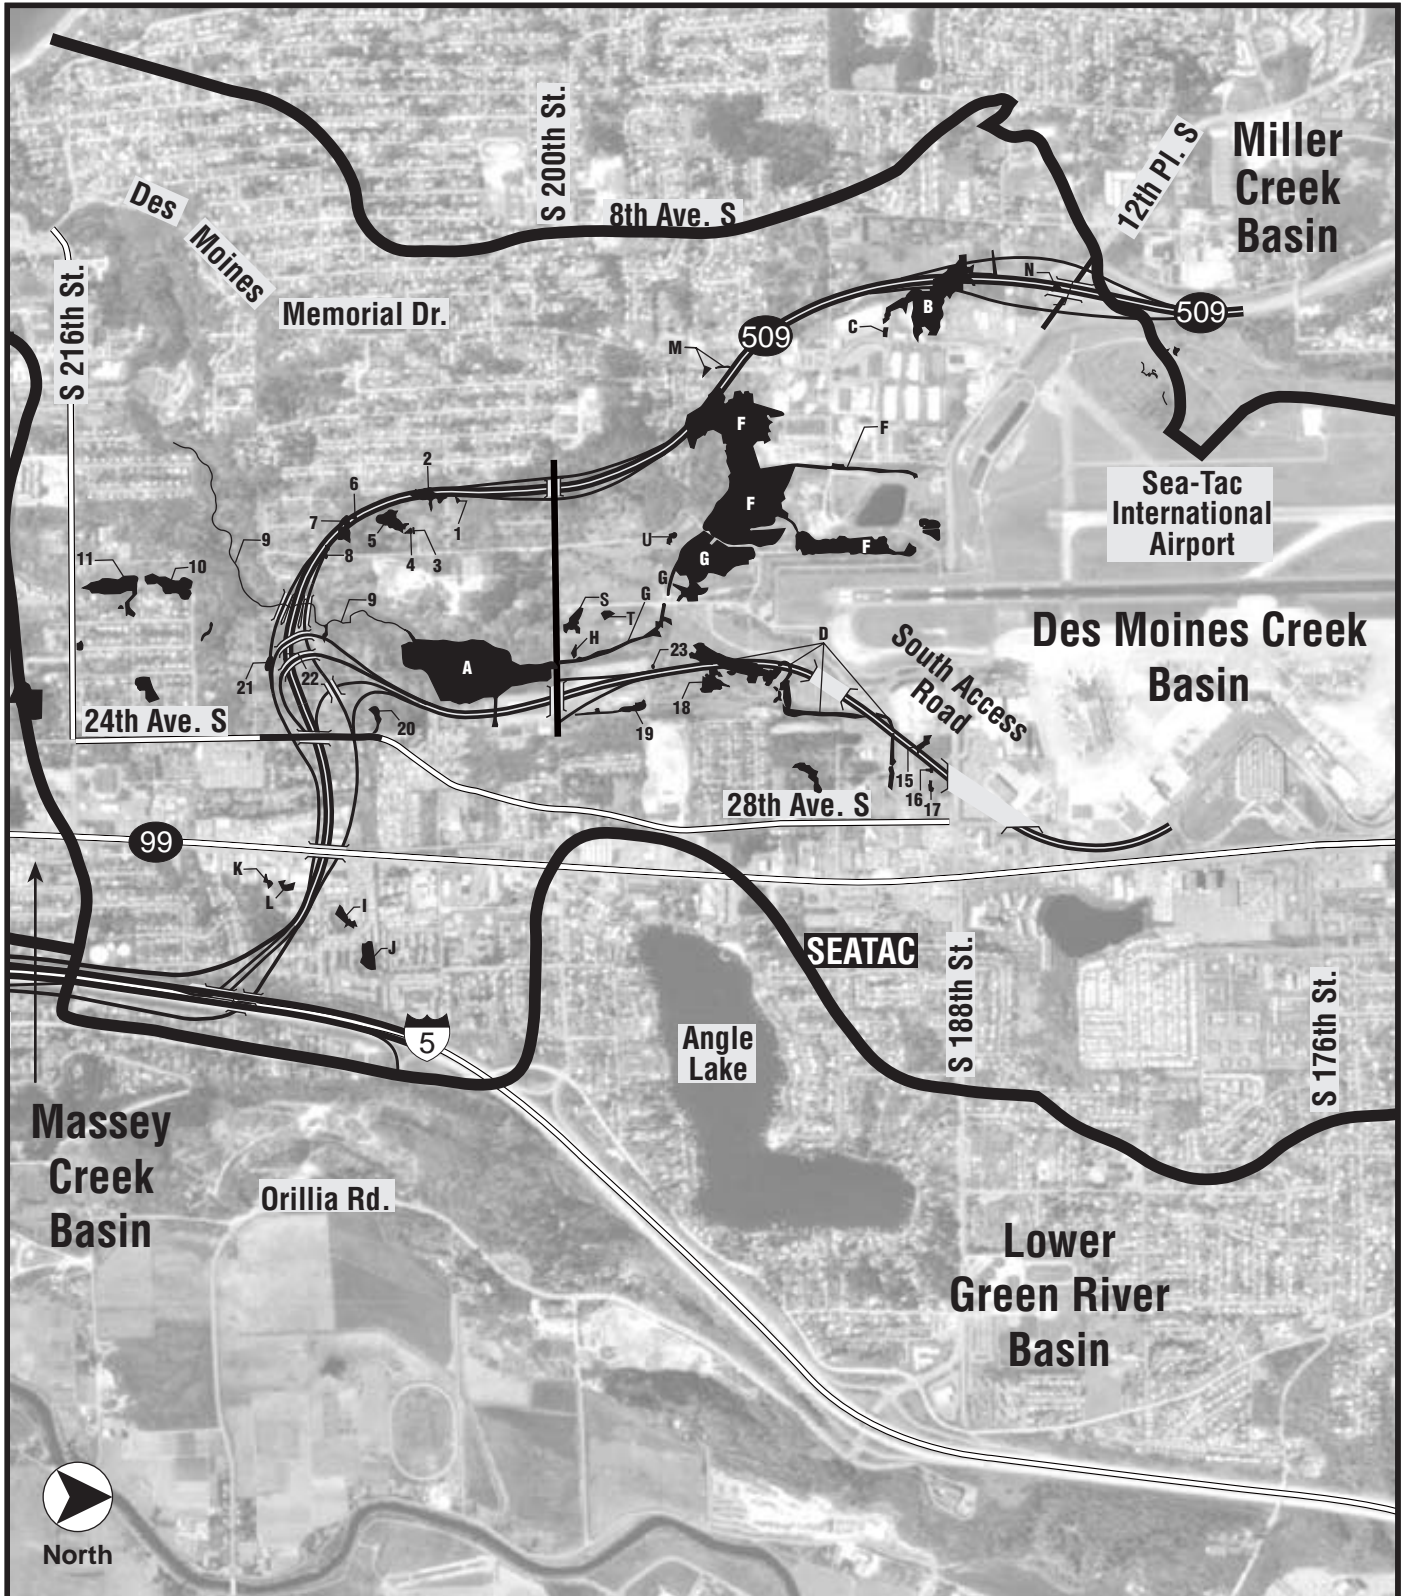 S 200th St.
12th Pl. S
Miller
Creek
Basin
Des
Moines
Memorial Dr.
8th Ave. S
S 216th St.
N
B
C
509
509
M
F
F
Sea-Tac
International
Airport
2
6
7
1
5
4
3
8
9
F
F
U
G
G
G
11
10
9
S
T
H
A
23
D
South Access
Road
Des Moines Creek
Basin
21
22
18
19
20
24th Ave. S
15
16
17
28th Ave. S
99
K
L
I
J
SEATAC
S 188th St.
S 176th St.
5
Angle
Lake
Massey
Creek
Basin
Orillia Rd.
Lower
Green River
Basin
North